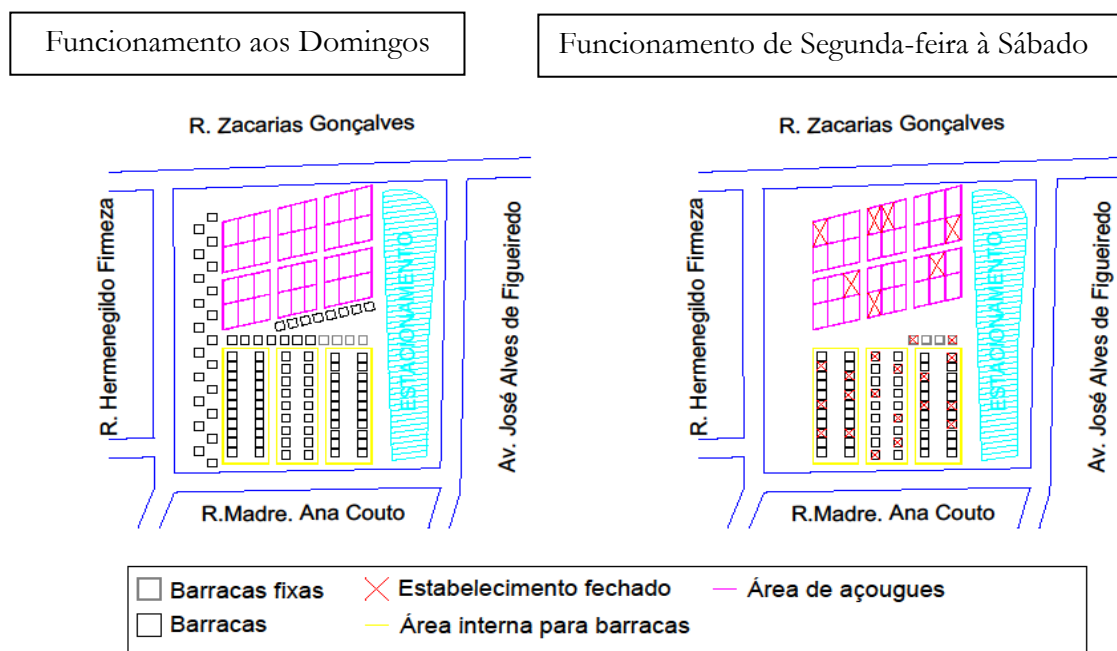 Funcionamento aos Domingos
Funcionamento de Segunda-feira à Sábado
R. Zacarias Gonçalves
R. Hermenegildo Firmeza
ESTACIONAMENTO
Av. José Alves de Figueiredo
R.Madre. Ana Couto
R. Zacarias Gonçalves
R. Hermenegildo Firmeza
ESTACIONAMENTO
Av. José Alves de Figueiredo
R.Madre. Ana Couto
Barracas fixas
Estabelecimento fechado
Área de açougues
Barracas
Área interna para barracas